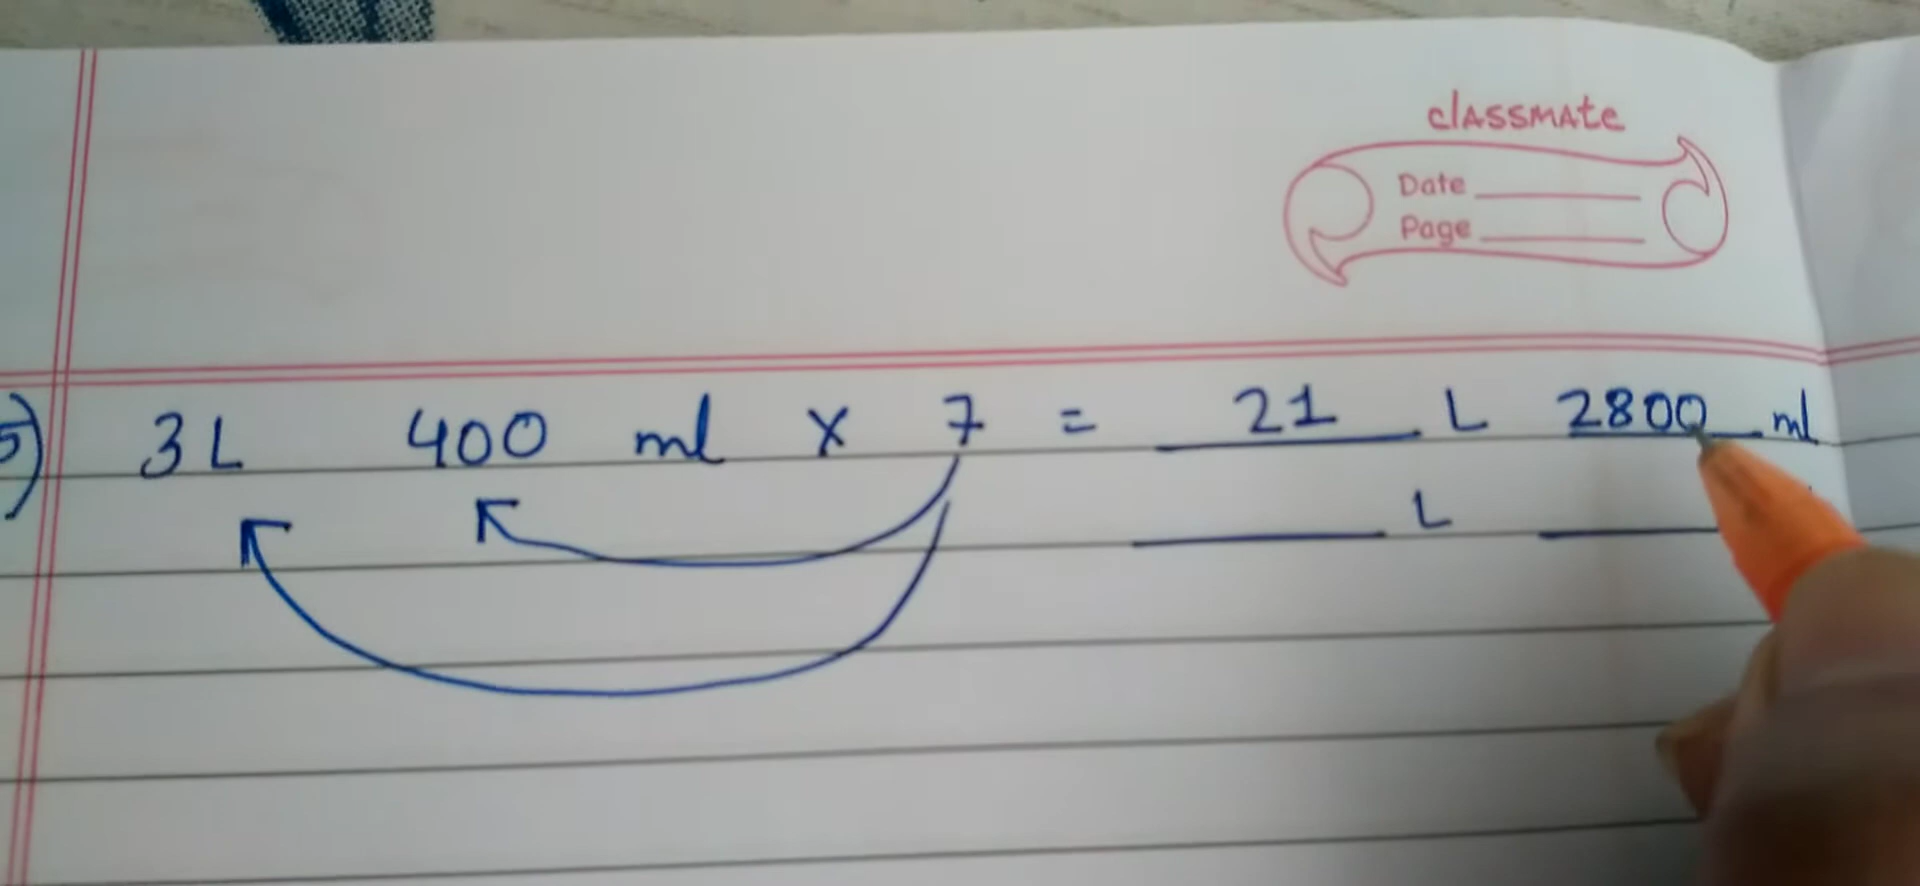 classmate
Date
Page
5) 3L 400 ml x 7 = 21 L 2800 ml
L